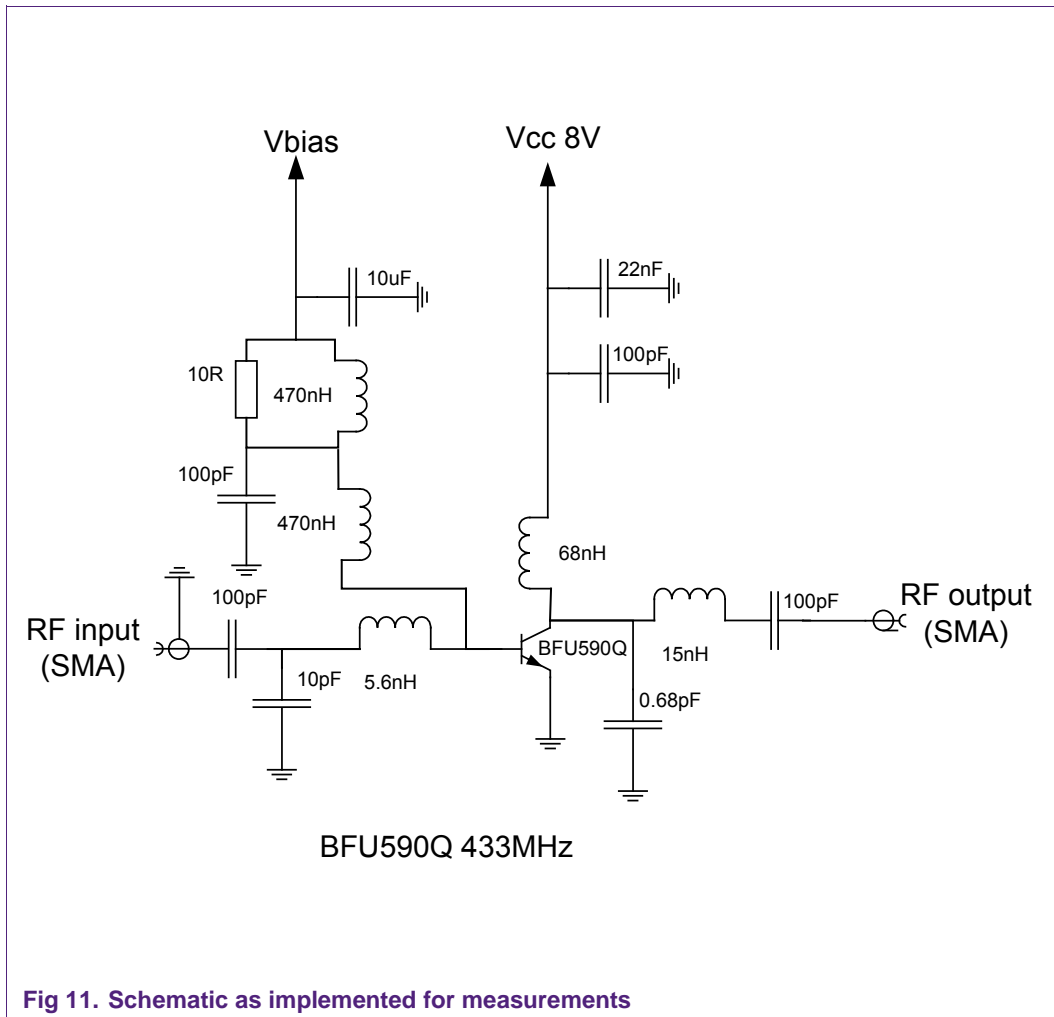 Vbias
Vcc 8V
10uF
22nF
100pF
10R
470nH
100pF
470nH
68nH
100pF
100pF
RF input
(SMA)
RF output
(SMA)
BFU590Q
15nH
10pF
5.6nH
0.68pF
BFU590Q 433MHz
Fig 11. Schematic as implemented for measurements